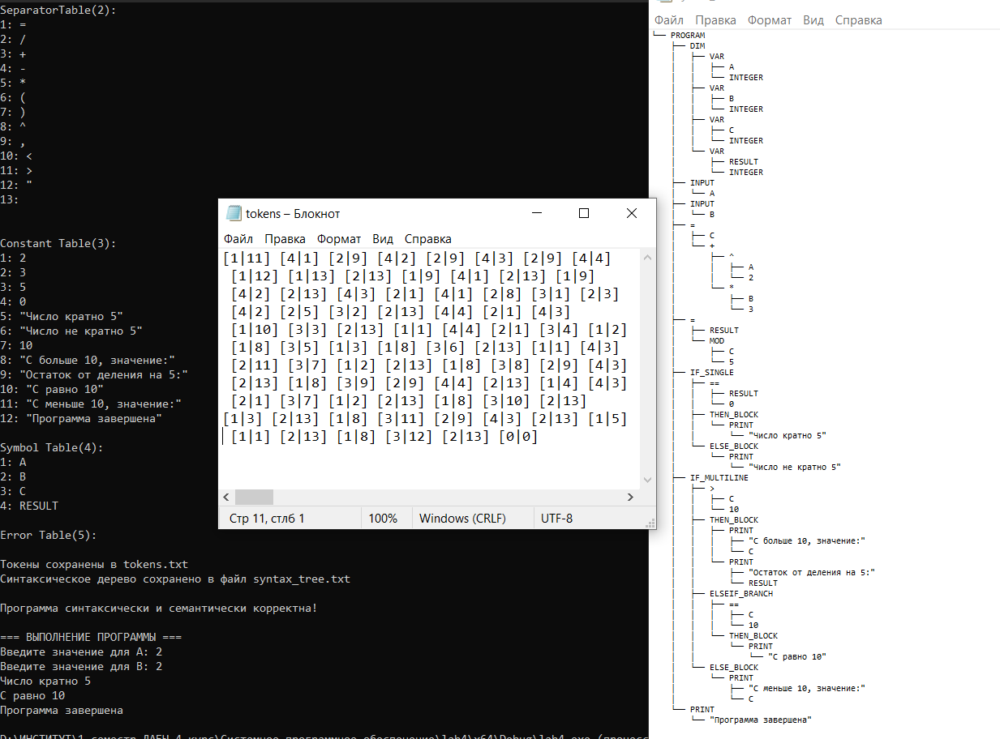 SeparatorTable(2):
1: =
2: /
3: +
4: -
5: *
6: (
7: )
8: ^
9: ,
10: <
11: >
12: "
13:
Constant Table(3):
1: 2
2: 3
3: 5
4: 0
5: "Число кратно 5"
6: "Число не кратно 5"
7: 10
8: "С больше 10, значение:"
9: "Остаток от деления на 5:"
10: "С равно 10"
11: "С меньше 10, значение:"
12: "Программа завершена"
Symbol Table(4):
1: A
2: B
3: C
4: RESULT
Error Table(5):
Токены сохранены в tokens.txt
Синтаксическое дерево сохранено в файл syntax_tree.txt
Программа синтаксически и семантически корректна!
=== ВЫПОЛНЕНИЕ ПРОГРАММЫ ===
Введите значение для A: 2
Введите значение для B: 2
Число кратно 5
С равно 10
Программа завершена
tokens – Блокнот
Файл Правка Формат Вид Справка
[1|11] [4|1] [2|9] [4|2] [2|9] [4|3] [2|9] [4|4]
[1|12] [1|13] [2|13] [1|9] [4|1] [2|13] [1|9]
[4|2] [2|13] [4|3] [2|1] [4|1] [2|8] [3|1] [2|3]
[4|2] [2|5] [3|2] [2|13] [4|4] [2|1] [4|3]
[1|10] [3|3] [2|13] [1|1] [4|4] [2|1] [3|4] [1|2]
[1|8] [3|5] [1|3] [1|8] [3|6] [2|13] [1|1] [4|3]
[2|11] [3|7] [1|2] [2|13] [1|8] [3|8] [2|9] [4|3]
[2|13] [1|8] [3|9] [2|9] [4|4] [2|13] [1|4] [4|3]
[2|1] [3|7] [1|2] [2|13] [1|8] [3|10] [2|13]
[1|3] [2|13] [1|8] [3|11] [2|9] [4|3] [2|13] [1|5]
[1|1] [2|13] [1|8] [3|12] [2|13] [0|0]
Стр 11, стлб 1 100% Windows (CRLF) UTF-8
Файл Правка Формат Вид Справка
└── PROGRAM
├── DIM
│ ├── VAR
│ │ ├── A
│ │ └── INTEGER
│ ├── VAR
│ │ ├── B
│ │ └── INTEGER
│ ├── VAR
│ │ ├── C
│ │ └── INTEGER
│ └── VAR
│ ├── RESULT
│ └── INTEGER
├── INPUT
│ └── A
├── INPUT
│ └── B
├── =
│ ├── C
│ └── +
│ ├── ^
│ │ ├── A
│ │ └── 2
│ └── *
│ ├── B
│ └── 3
├── =
│ ├── RESULT
│ └── MOD
│ ├── C
│ └── 5
├── IF_SINGLE
│ ├── ==
│ │ ├── RESULT
│ │ └── 0
│ ├── THEN_BLOCK
│ │ └── PRINT
│ │ └── "Число кратно 5"
│ └── ELSE_BLOCK
│ └── PRINT
│ └── "Число не кратно 5"
├── IF_MULTILINE
│ ├── >
│ │ ├── C
│ │ └── 10
│ ├── THEN_BLOCK
│ │ ├── PRINT
│ │ │ ├── "С больше 10, значение:"
│ │ │ └── C
│ │ └── PRINT
│ │ ├── "Остаток от деления на 5:"
│ │ └── RESULT
│ ├── ELSEIF_BRANCH
│ │ ├── ==
│ │ │ ├── C
│ │ │ └── 10
│ │ └── THEN_BLOCK
│ │ └── PRINT
│ │ └── "С равно 10"
│ └── ELSE_BLOCK
│ └── PRINT
│ ├── "С меньше 10, значение:"
│ └── C
└── PRINT
└── "Программа завершена"